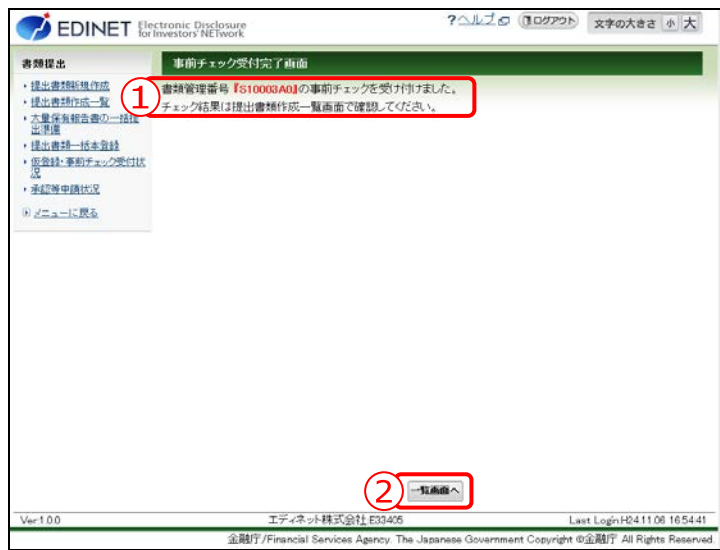 EDINET Electronic Disclosure for Investors' NETwork
?ヘルプ ログアウト 文字の大きさ 小 大
書類提出
事前チェック受付完了画面
・提出書類新規作成
・提出書類作成一覧
・大量保有報告書の一括提出準備
・提出書類一括本登録
・仮登録・事前チェック受付状況
・承認等申請状況
メニューに戻る
①
書類管理番号『S10003A0』の事前チェックを受け付けました。
チェック結果は提出書類作成一覧画面で確認してください。
②
一覧画面へ
Ver.1.0.0 エディネット株式会社 E33405 Last Login:H24.11.06 16:54:41
金融庁/Financial Services Agency. The Japanese Government Copyright ©金融庁 All Rights Reserved.